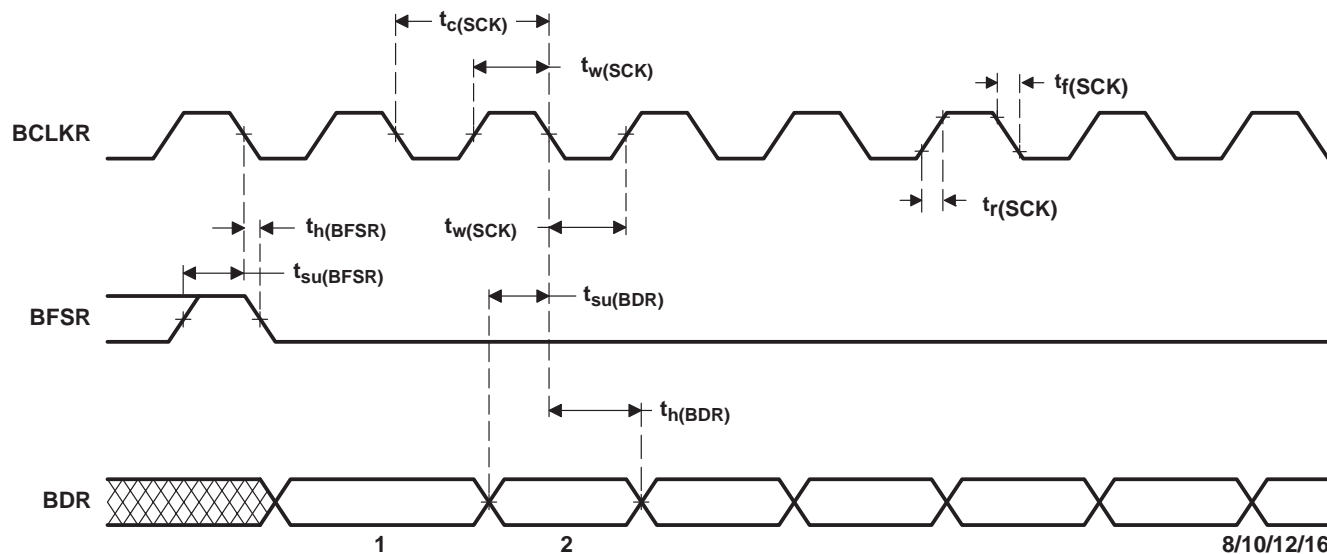 tc(SCK)
tw(SCK)
tf(SCK)
BCLKR
tr(SCK)
th(BFSR)
tw(SCK)
tsu(BFSR)
tsu(BDR)
BFSR
th(BDR)
BDR
1 2 8/10/12/16